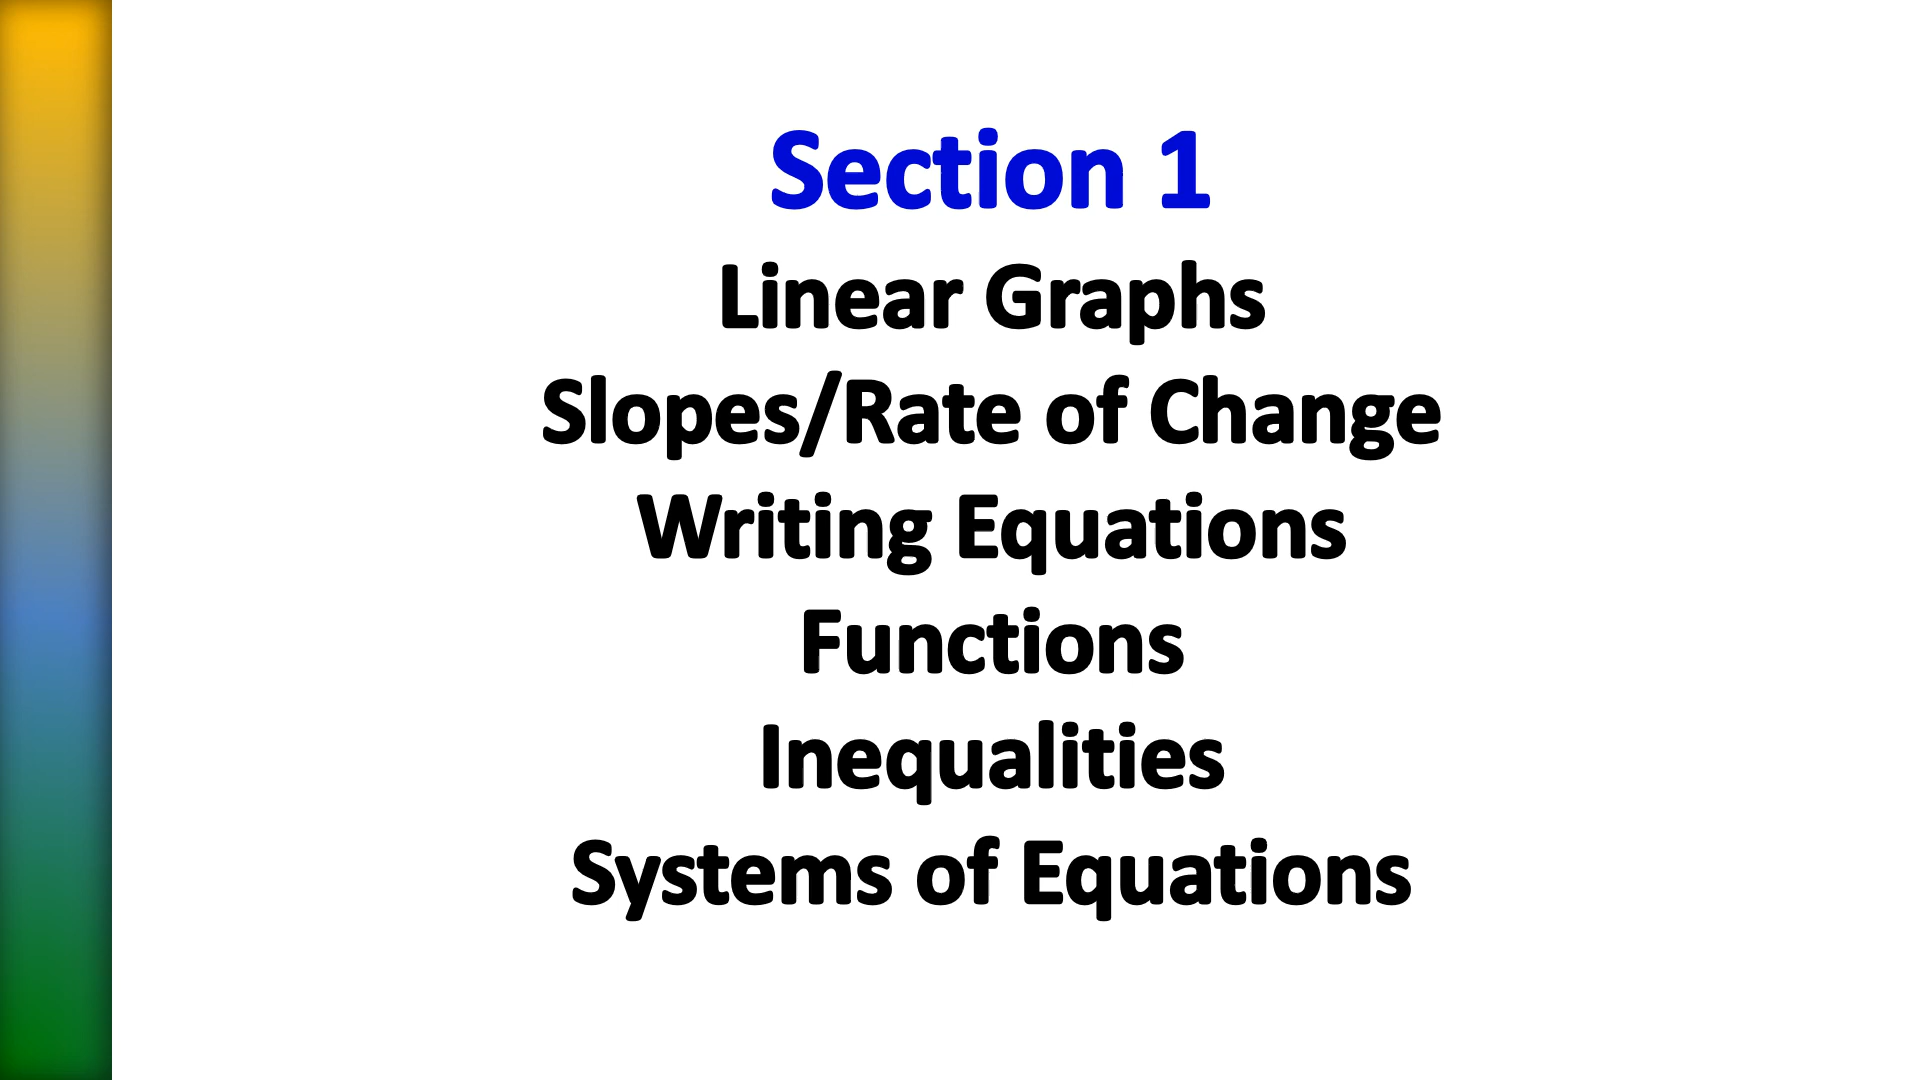 Section 1
Linear Graphs
Slopes/Rate of Change
Writing Equations
Functions
Inequalities
Systems of Equations